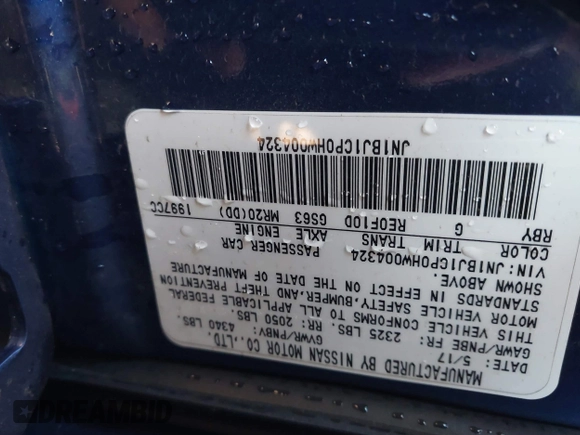 MANUFACTURED BY NISSAN MOTOR CO.,LTD.
DATE: 5/17 GVWR/PNBV: 4340 LBS.
GAWR/PNBE FR: 2325 LBS. RR: 2050 LBS.
THIS VEHICLE CONFORMS TO ALL APPLICABLE FEDERAL
MOTOR VEHICLE SAFETY,BUMPER,AND THEFT PREVENTION
STANDARDS IN EFFECT ON THE DATE OF MANUFACTURE
SHOWN ABOVE.
VIN: JN1BJ1CP0HW004324 PASSENGER CAR
COLOR TRIM TRANS AXLE ENGINE
RBY G RE0F10D GS63 MR20(DD) 1997CC
JN1BJ1CP0HW004324
DREAMBID